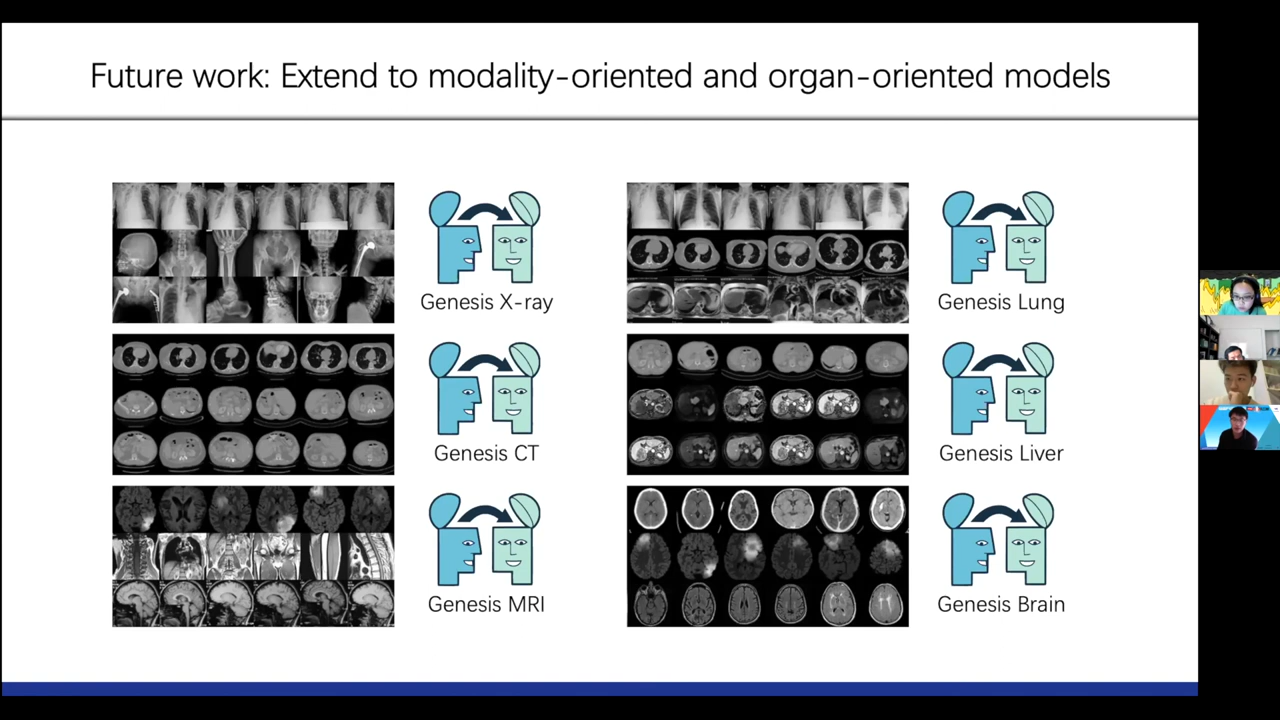 Future work: Extend to modality-oriented and organ-oriented models
Genesis X-ray
Genesis Lung
Genesis CT
Genesis Liver
Genesis MRI
Genesis Brain